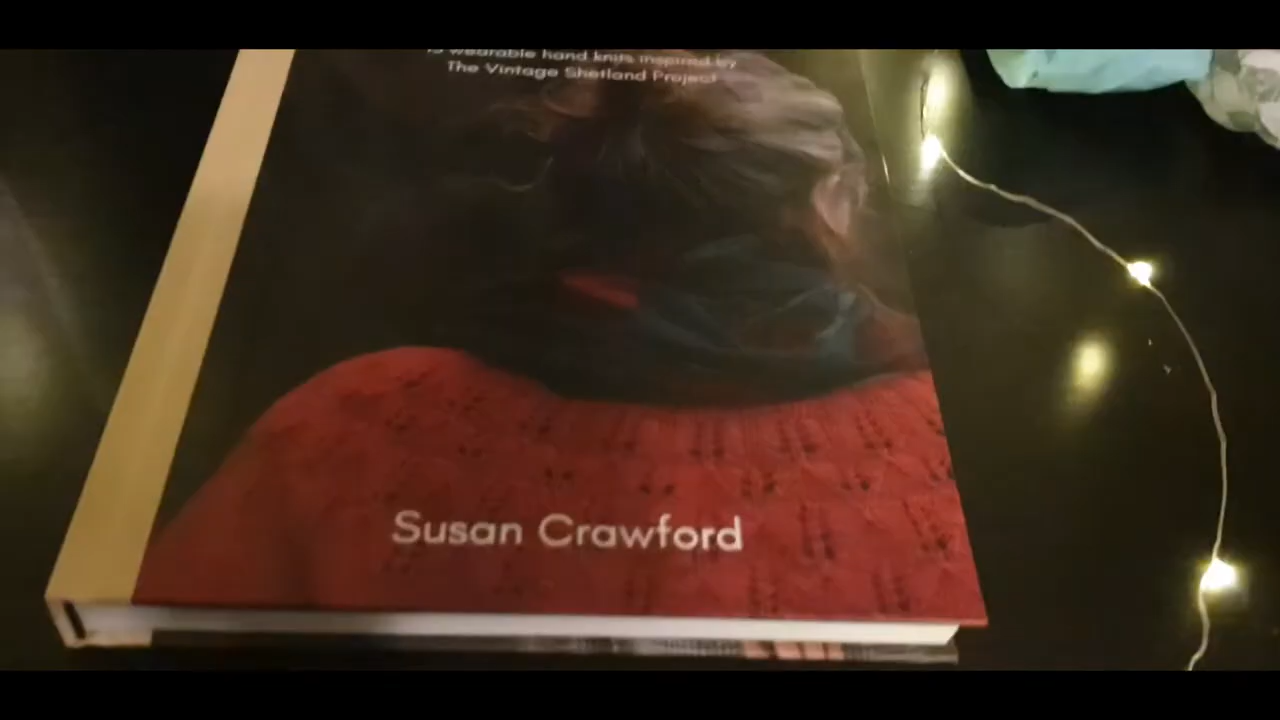 wearable hand knits inspired by
The Vintage Shetland Project
Susan Crawford